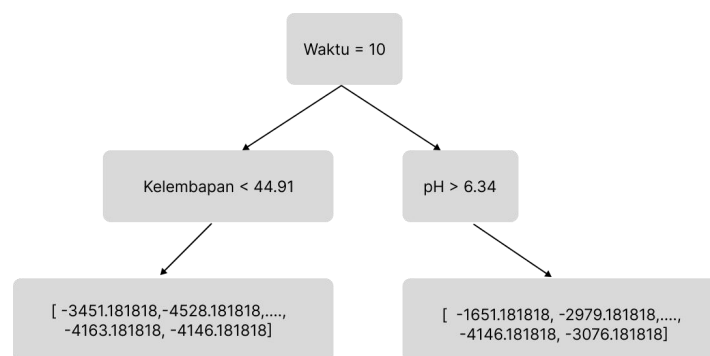 Waktu = 10
Kelembapan < 44.91
pH > 6.34
[ -3451.181818,-4528.181818,....,
-4163.181818, -4146.181818]
[ -1651.181818, -2979.181818,....,
-4146.181818, -3076.181818]